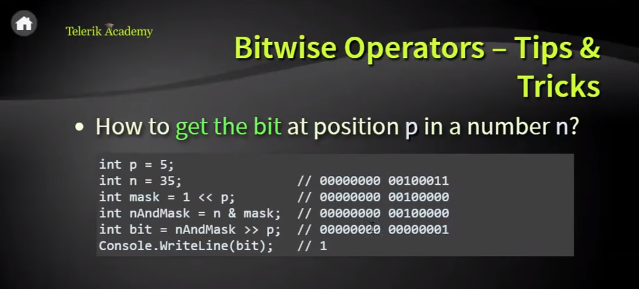 Telerik Academy
Bitwise Operators – Tips &
Tricks
• How to get the bit at position p in a number n?
int p = 5;
int n = 35; // 00000000 00100011
int mask = 1 << p; // 00000000 00100000
int nAndMask = n & mask; // 00000000 00100000
int bit = nAndMask >> p; // 00000000 00000001
Console.WriteLine(bit); // 1